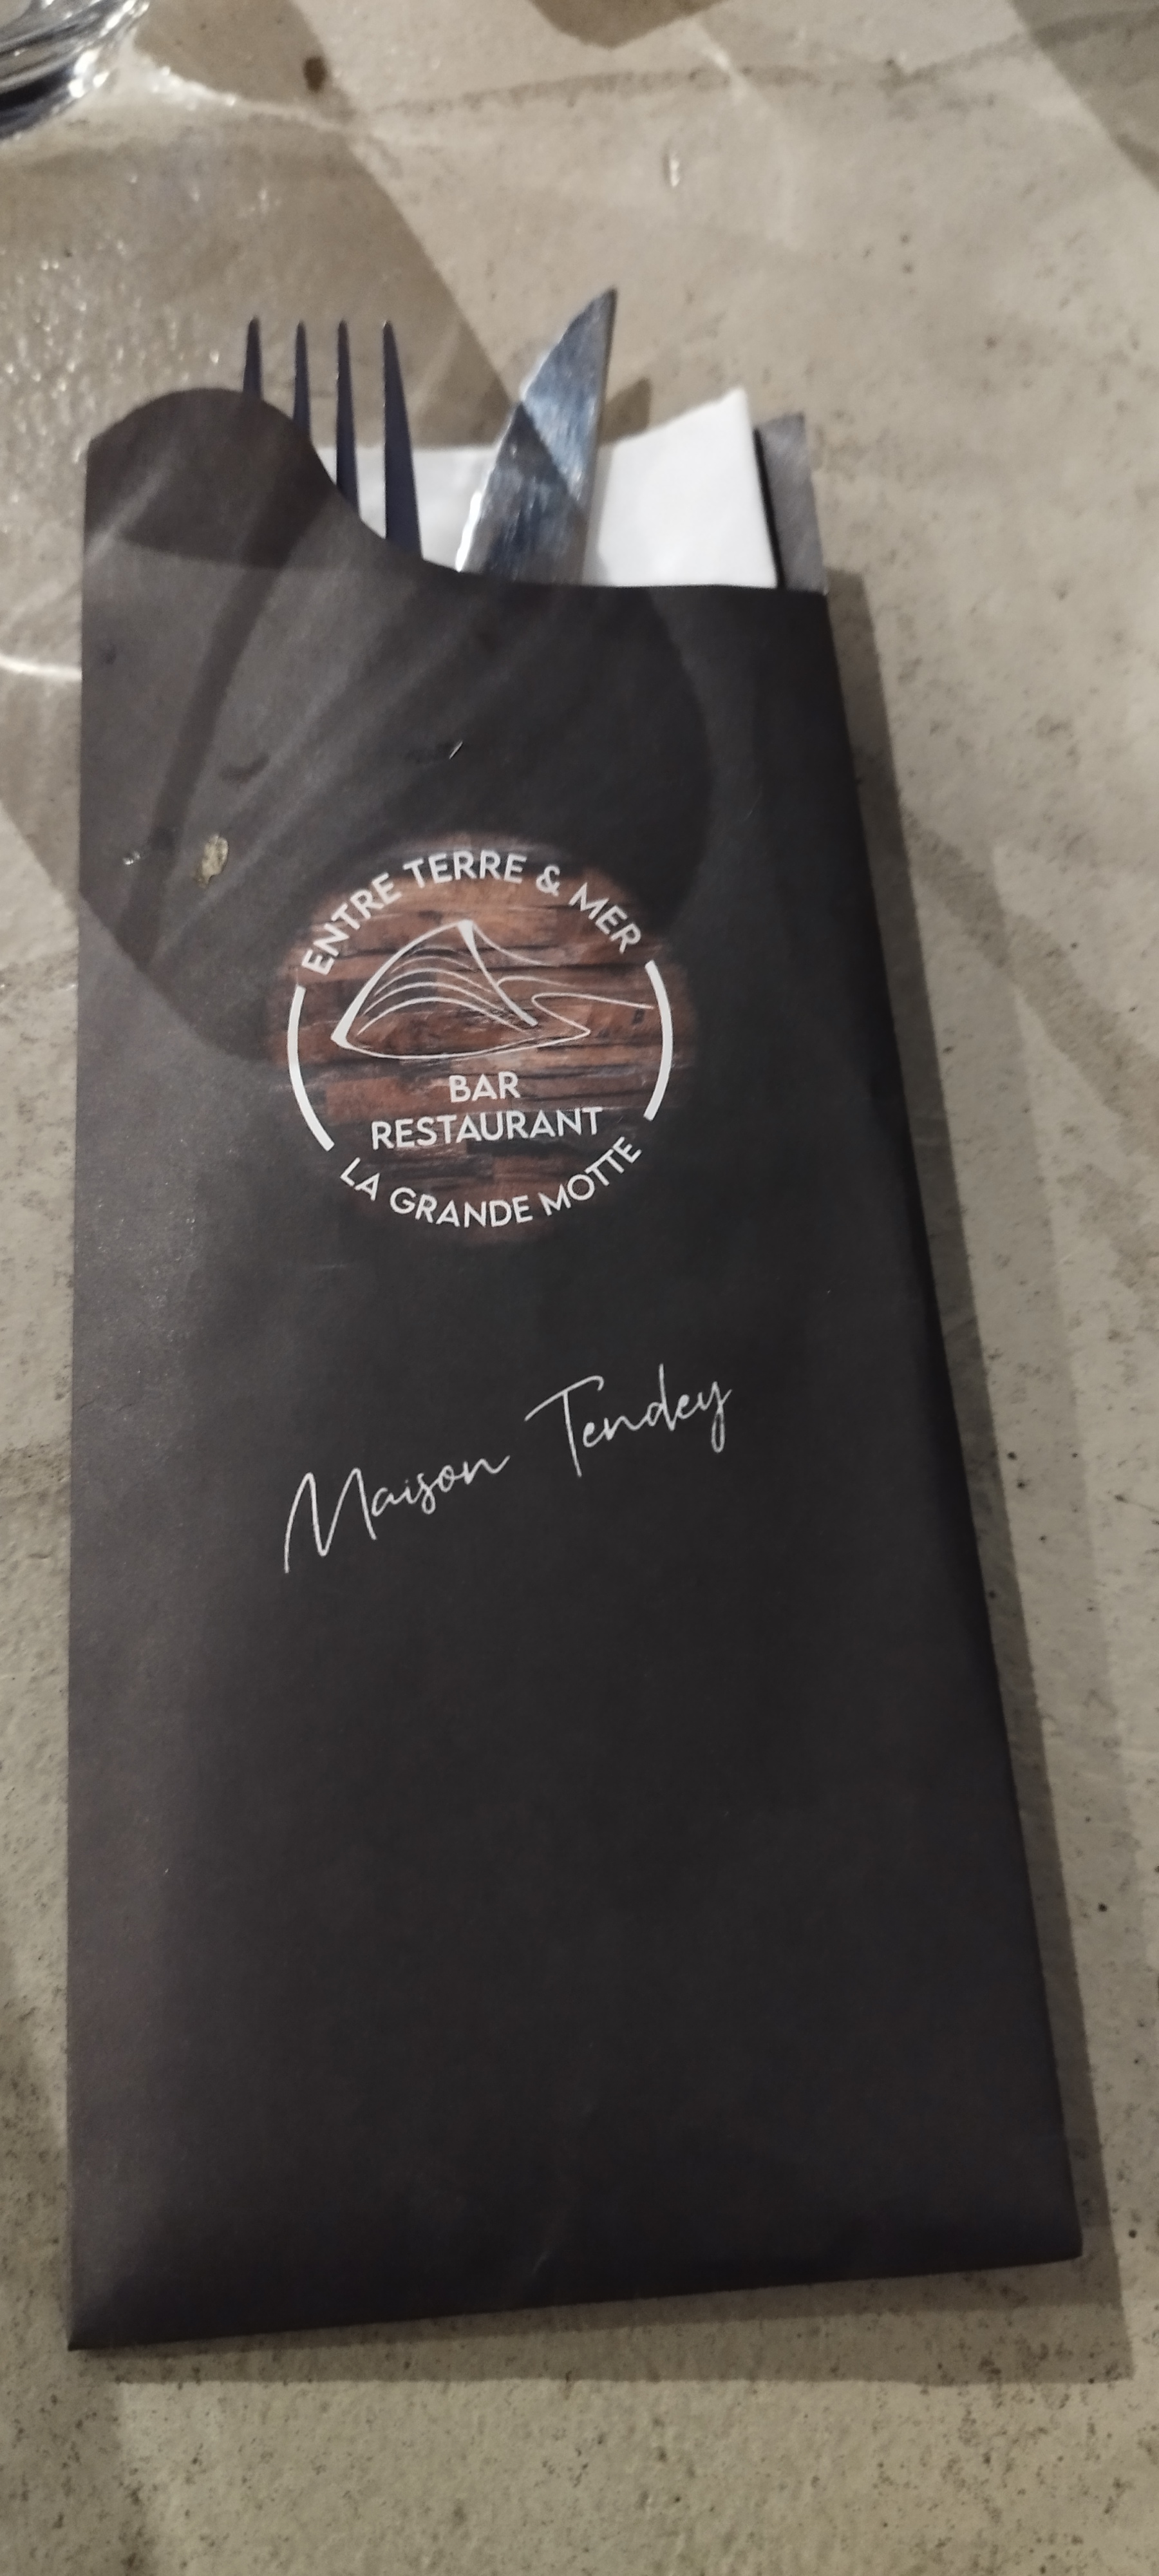 ENTRE TERRE & MER
BAR
RESTAURANT
LA GRANDE MOTTE
Maison Tendey